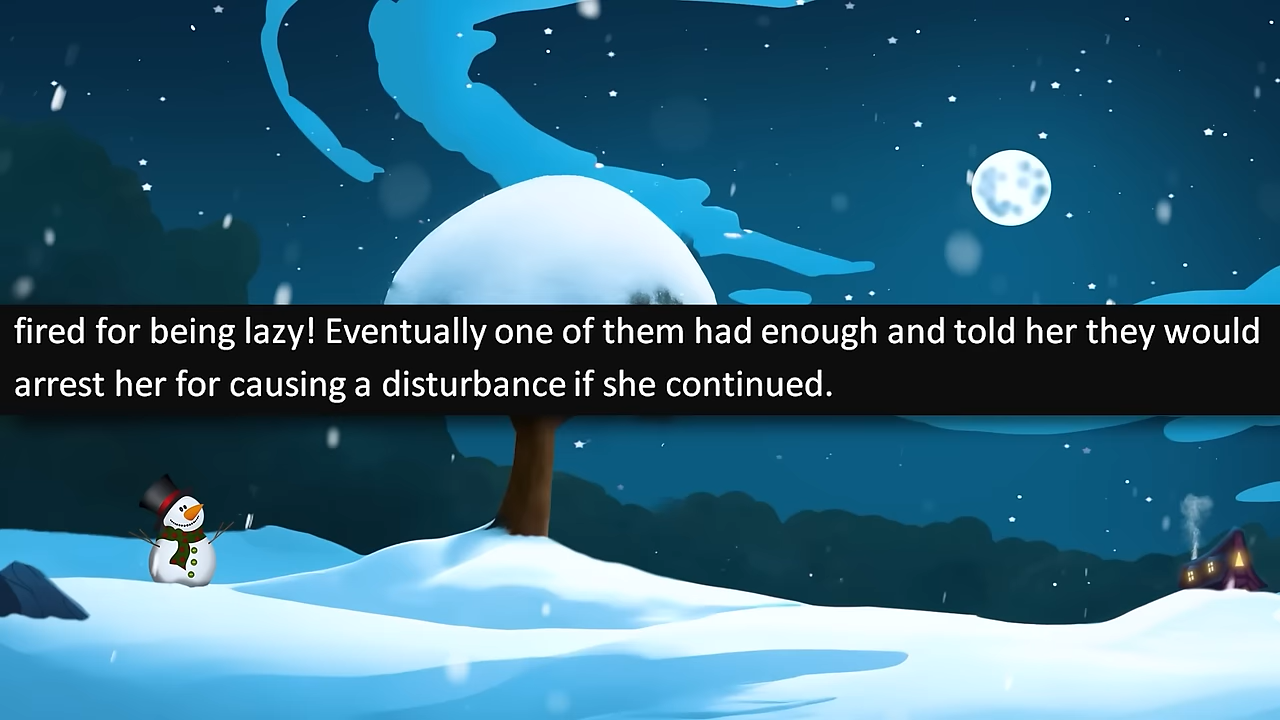 fired for being lazy! Eventually one of them had enough and told her they would
arrest her for causing a disturbance if she continued.